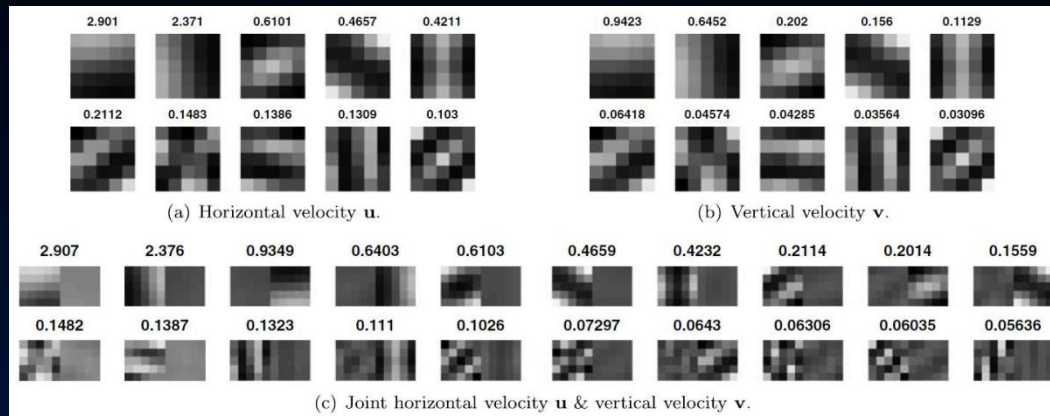 2.901 2.371 0.6101 0.4657 0.4211
0.2112 0.1483 0.1386 0.1309 0.103
(a) Horizontal velocity u.
0.9423 0.6452 0.202 0.156 0.1129
0.06418 0.04574 0.04285 0.03564 0.03096
(b) Vertical velocity v.
2.907 2.376 0.9349 0.6403 0.6103 0.4659 0.4232 0.2114 0.2014 0.1559
0.1482 0.1387 0.1323 0.111 0.1026 0.07297 0.0643 0.06306 0.06035 0.05636
(c) Joint horizontal velocity u & vertical velocity v.